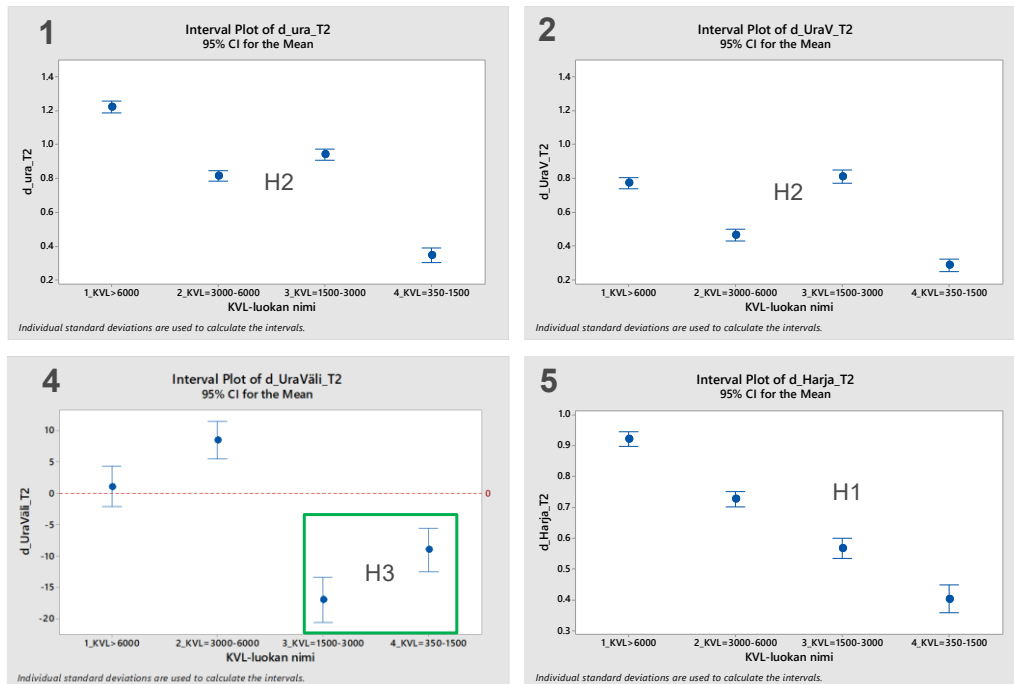 1
Interval Plot of d_ura_T2
95% CI for the Mean
1.4
1.2
1.0
0.8
0.6
0.4
0.2
d_ura_T2
H2
1_KVL>6000 2_KVL=3000-6000 3_KVL=1500-3000 4_KVL=350-1500
KVL-luokan nimi
Individual standard deviations are used to calculate the intervals.
2
Interval Plot of d_UraV_T2
95% CI for the Mean
1.4
1.2
1.0
0.8
0.6
0.4
0.2
d_UraV_T2
H2
1_KVL>6000 2_KVL=3000-6000 3_KVL=1500-3000 4_KVL=350-1500
KVL-luokan nimi
Individual standard deviations are used to calculate the intervals.
4
Interval Plot of d_UraVäli_T2
95% CI for the Mean
10
5
0
-5
-10
-15
-20
d_UraVäli_T2
0
H3
1_KVL>6000 2_KVL=3000-6000 3_KVL=1500-3000 4_KVL=350-1500
KVL-luokan nimi
Individual standard deviations are used to calculate the intervals.
5
Interval Plot of d_Harja_T2
95% CI for the Mean
1.0
0.9
0.8
0.7
0.6
0.5
0.4
0.3
d_Harja_T2
H1
1_KVL>6000 2_KVL=3000-6000 3_KVL=1500-3000 4_KVL=350-1500
KVL-luokan nimi
Individual standard deviations are used to calculate the intervals.